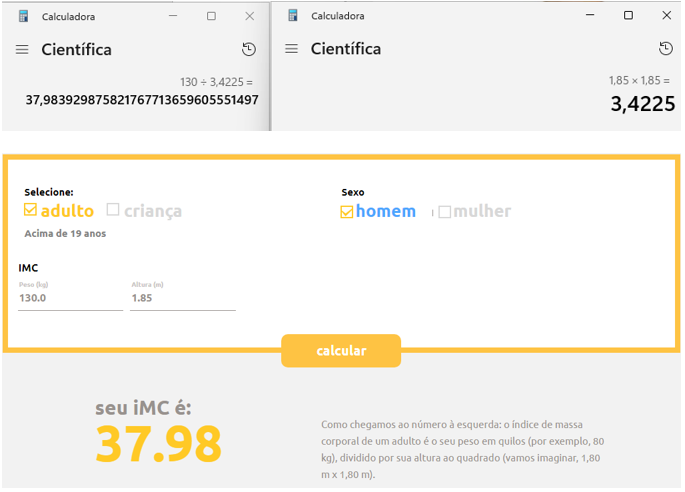 Calculadora
Científica
130 ÷ 3,4225 =
37,983929875821767713659605551497
Calculadora
Científica
1,85 × 1,85 =
3,4225
Selecione:
adulto criança
Acima de 19 anos
Sexo
homem mulher
IMC
Peso (kg) Altura (m)
130.0 1.85
calcular
seu iMC é:
37.98
Como chegamos ao número à esquerda: o índice de massa
corporal de um adulto é o seu peso em quilos (por exemplo, 80
kg), dividido por sua altura ao quadrado (vamos imaginar, 1,80
m x 1,80 m).